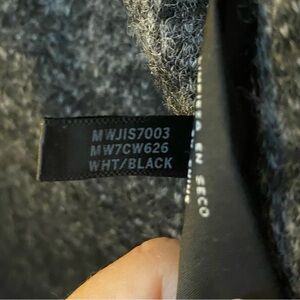 MWJIS7003
MW7CW626
WHT/BLACK
EN SECO